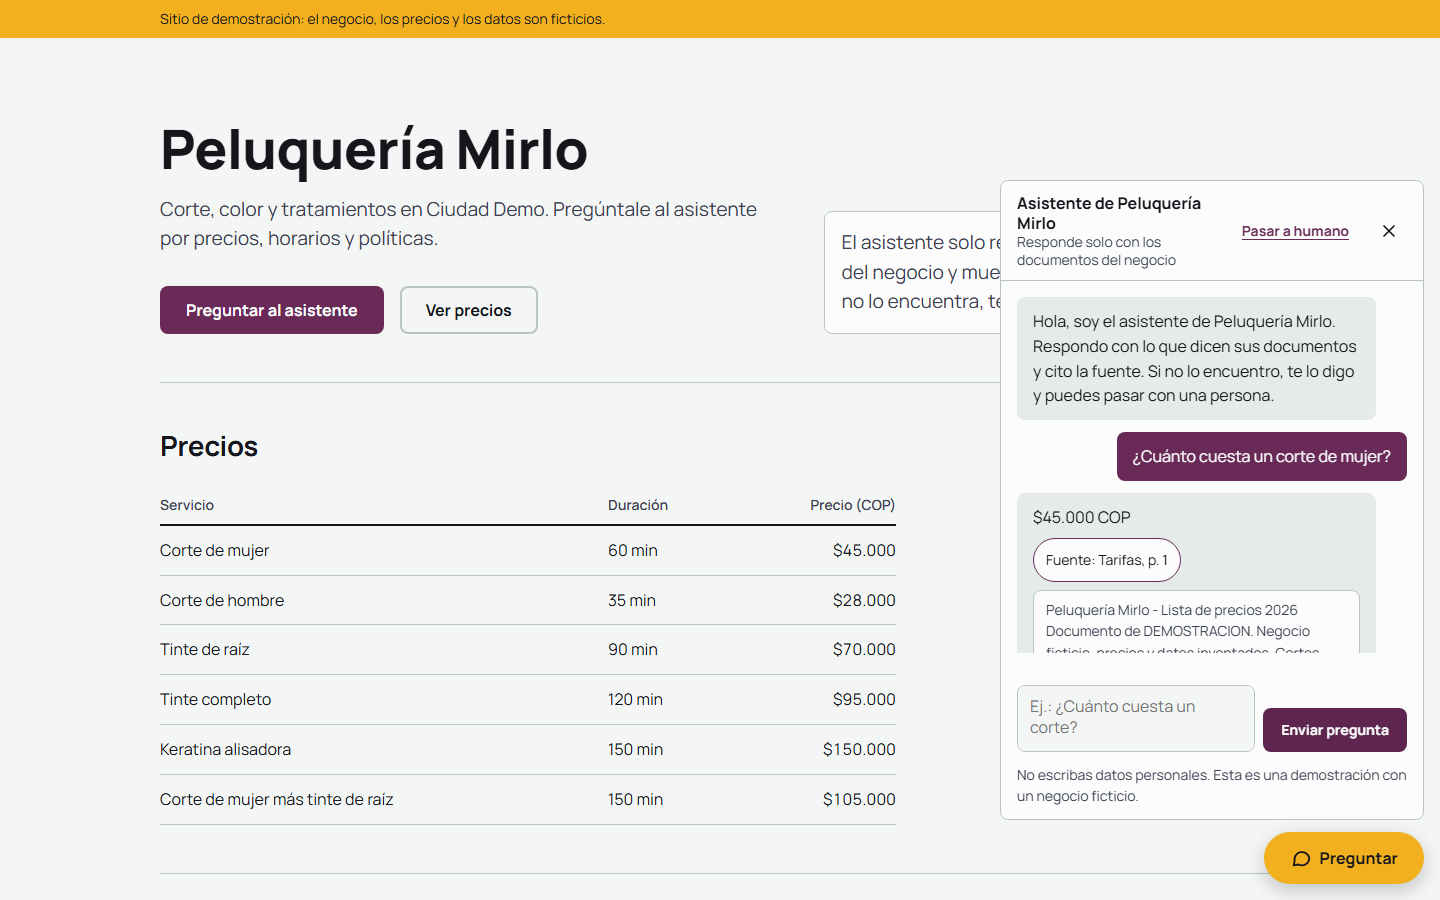 Sitio de demostración: el negocio, los precios y los datos son ficticios.
Peluquería Mirlo
Corte, color y tratamientos en Ciudad Demo. Pregúntale al asistente
por precios, horarios y políticas.
Preguntar al asistente
Ver precios
El asistente solo
del negocio y
no lo encuentra,
Precios
Servicio Duración Precio (COP)
Corte de mujer 60 min $45.000
Corte de hombre 35 min $28.000
Tinte de raíz 90 min $70.000
Tinte completo 120 min $95.000
Keratina alisadora 150 min $150.000
Corte de mujer más tinte de raíz 150 min $105.000
Asistente de Peluquería
Mirlo
Responde solo con los
documentos del negocio
Pasar a humano
Hola, soy el asistente de Peluquería Mirlo.
Respondo con lo que dicen sus documentos
y cito la fuente. Si no lo encuentro, te lo digo
y puedes pasar con una persona.
¿Cuánto cuesta un corte de mujer?
$45.000 COP
Fuente: Tarifas, p. 1
Peluquería Mirlo - Lista de precios 2026
Documento de DEMOSTRACION. Negocio
ficticio, precios y datos inventados. Cortes
Ej.: ¿Cuánto cuesta un
corte?
Enviar pregunta
No escribas datos personales. Esta es una demostración con
un negocio ficticio.
Preguntar